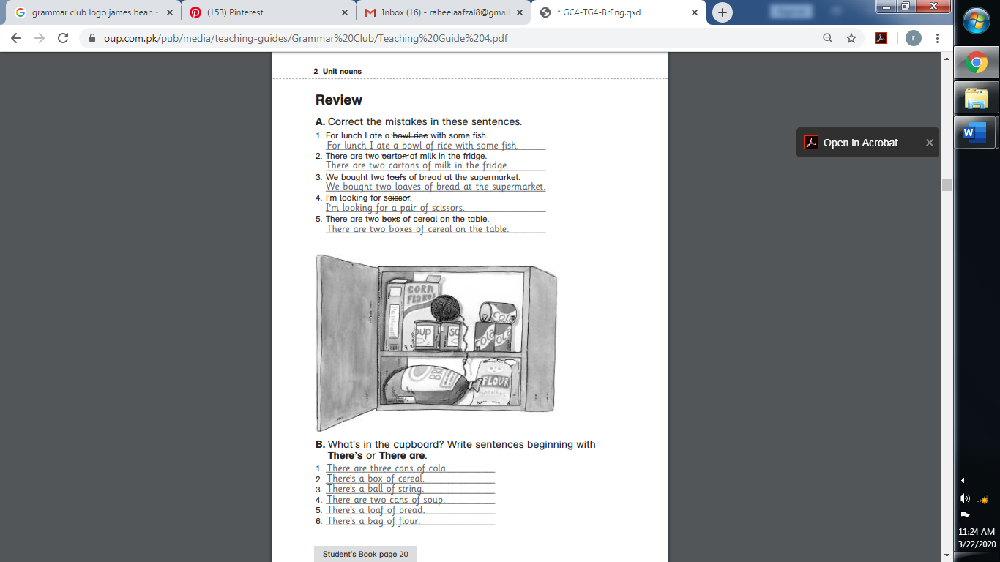 grammar club logo james bean -
(153) Pinterest
Inbox (16) - raheelaafzal8@gmai
* GC4-TG4-BrEng.qxd
oup.com.pk/pub/media/teaching-guides/Grammar%20Club/Teaching%20Guide%204.pdf
r
Open in Acrobat
2 Unit nouns
Review
A. Correct the mistakes in these sentences.
1. For lunch I ate a bowl rice with some fish.
For lunch I ate a bowl of rice with some fish.
2. There are two carton of milk in the fridge.
There are two cartons of milk in the fridge.
3. We bought two loafs of bread at the supermarket.
We bought two loaves of bread at the supermarket.
4. I'm looking for scissor.
I'm looking for a pair of scissors.
5. There are two boxs of cereal on the table.
There are two boxes of cereal on the table.
CORN
FLAKES
OUP
SO
COLA
COLA
OLA
BRE
FLOUR
B. What's in the cupboard? Write sentences beginning with
There's or There are.
1. There are three cans of cola.
2. There's a box of cereal.
3. There's a ball of string.
4. There are two cans of soup.
5. There's a loaf of bread.
6. There's a bag of flour.
Student's Book page 20
11:24 AM
3/22/2020